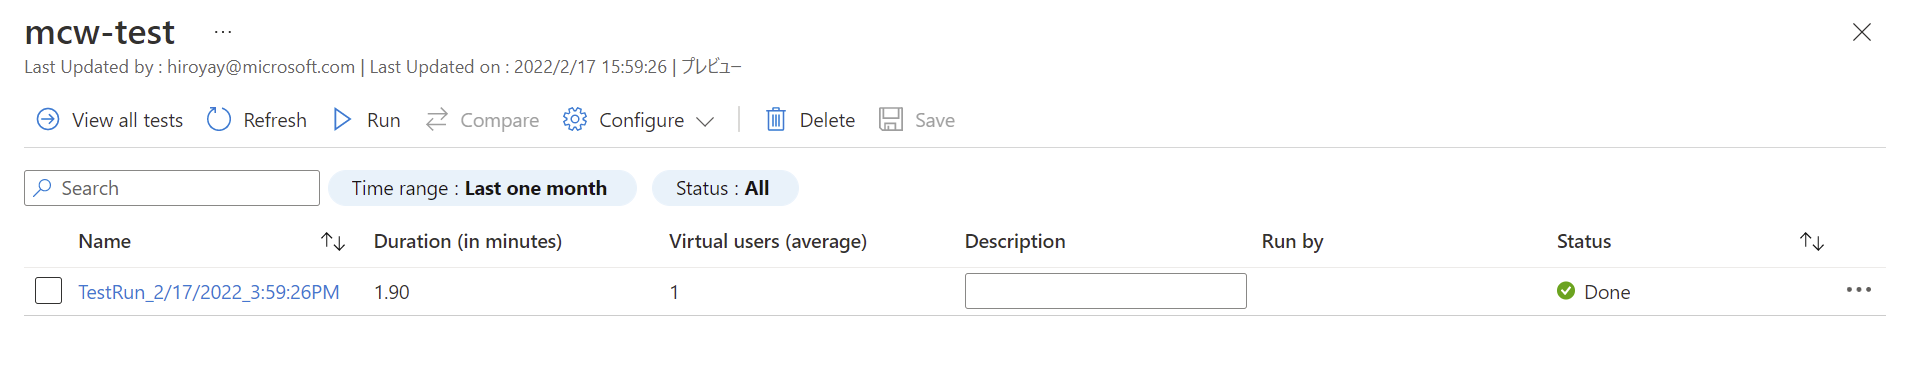 mcw-test ...
Last Updated by : hiroyay@microsoft.com | Last Updated on : 2022/2/17 15:59:26 | プレビュー
View all tests Refresh Run Compare Configure Delete Save
Search Time range : Last one month Status : All
Name Duration (in minutes) Virtual users (average) Description Run by Status
TestRun_2/17/2022_3:59:26PM 1.90 1 Done ...